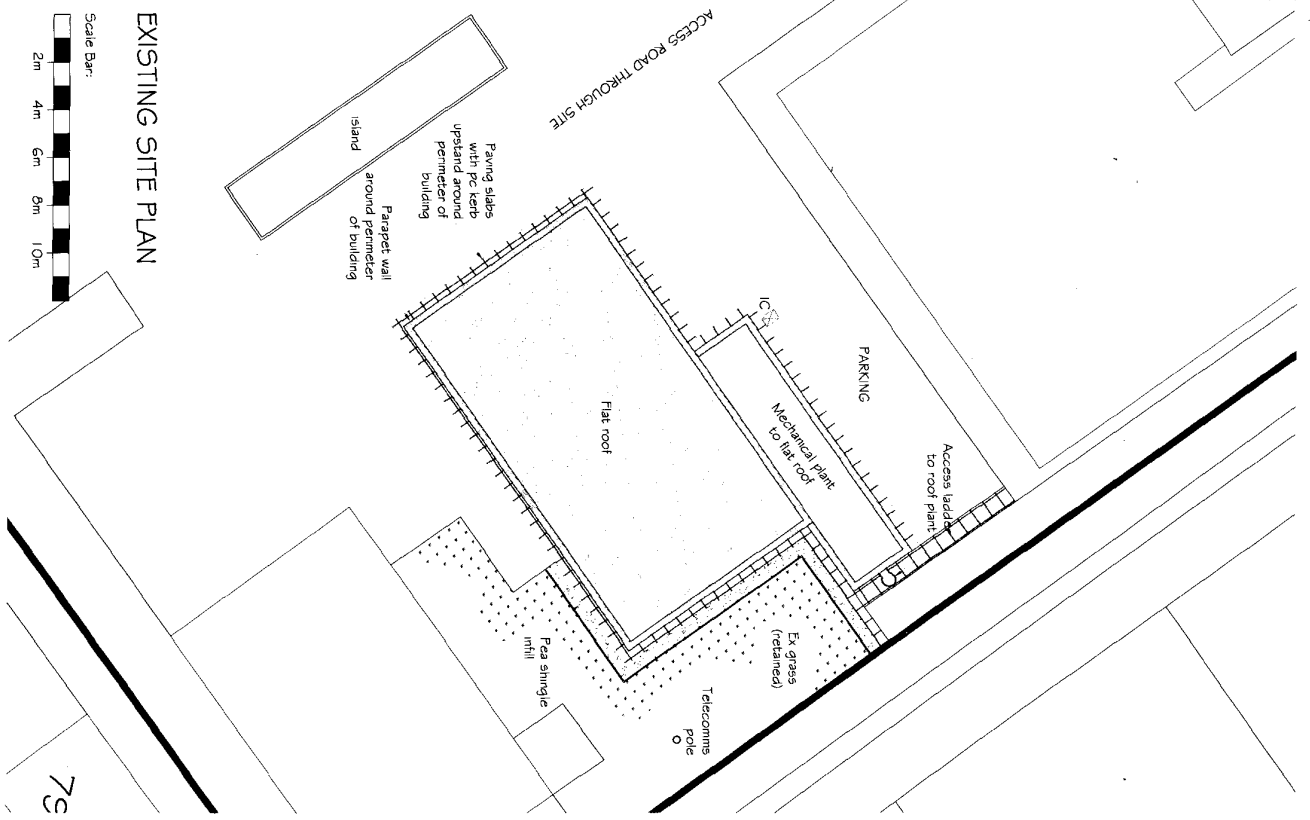 EXISTING SITE PLAN
Scale Bar:
2m
4m
6m
8m
10m
ACCESS ROAD THROUGH SITE
Island
Paving slabs
with pc kerb
upstand around
perimeter of
building
Parapet wall
around perimeter
of building
IC
PARKING
Mechanical plant
to flat roof
Flat roof
Access ladder
to roof plant
Ex grass
(retained)
Pea shingle
infill
Telecomms
pole